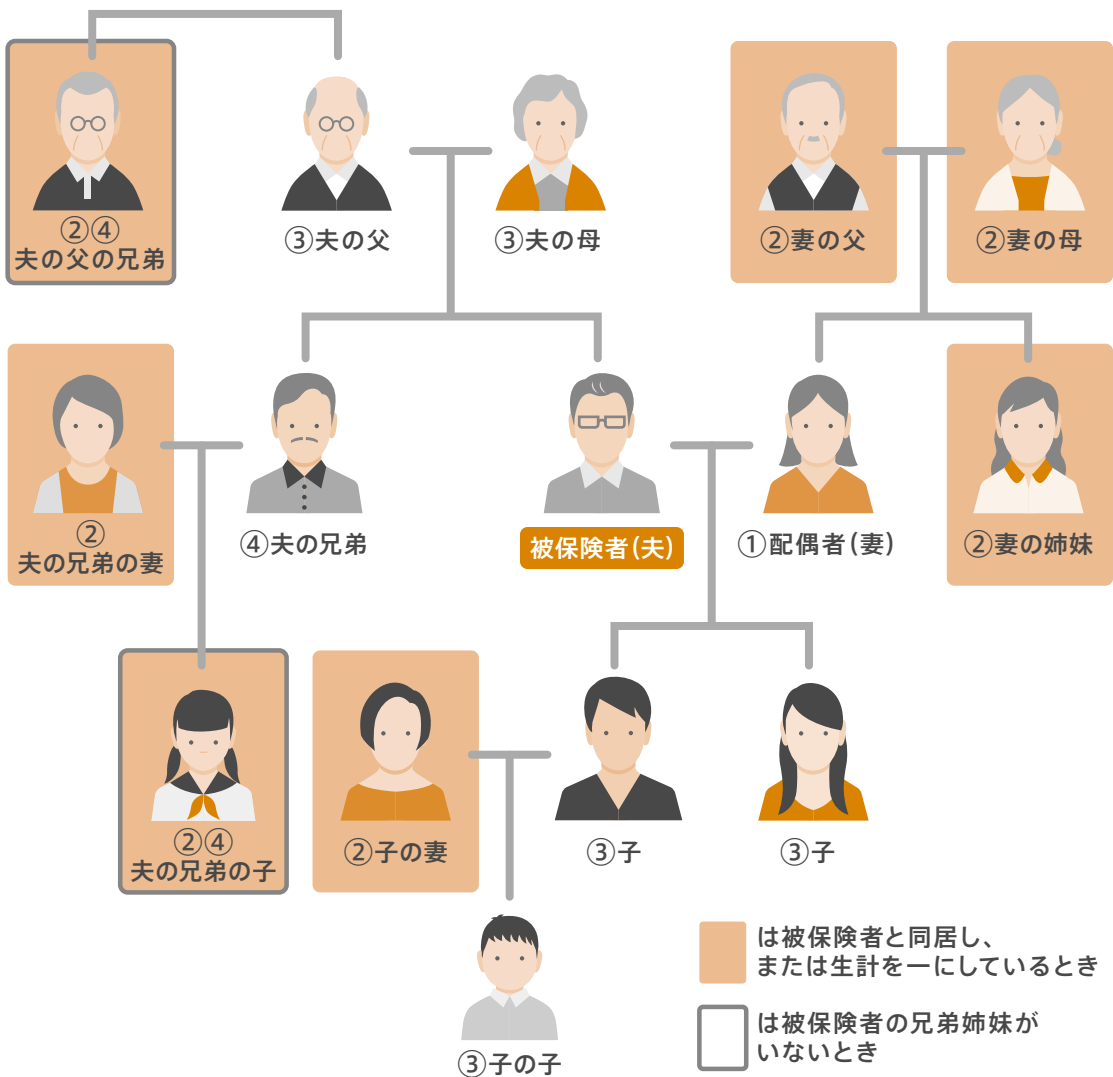 ②④
夫の父の兄弟
③夫の父
③夫の母
②妻の父
②妻の母
②
夫の兄弟の妻
④夫の兄弟
被保険者(夫)
①配偶者(妻)
②妻の姉妹
②④
夫の兄弟の子
②子の妻
③子
③子
③子の子
は被保険者と同居し、
または生計を一にしているとき
は被保険者の兄弟姉妹が
いないとき